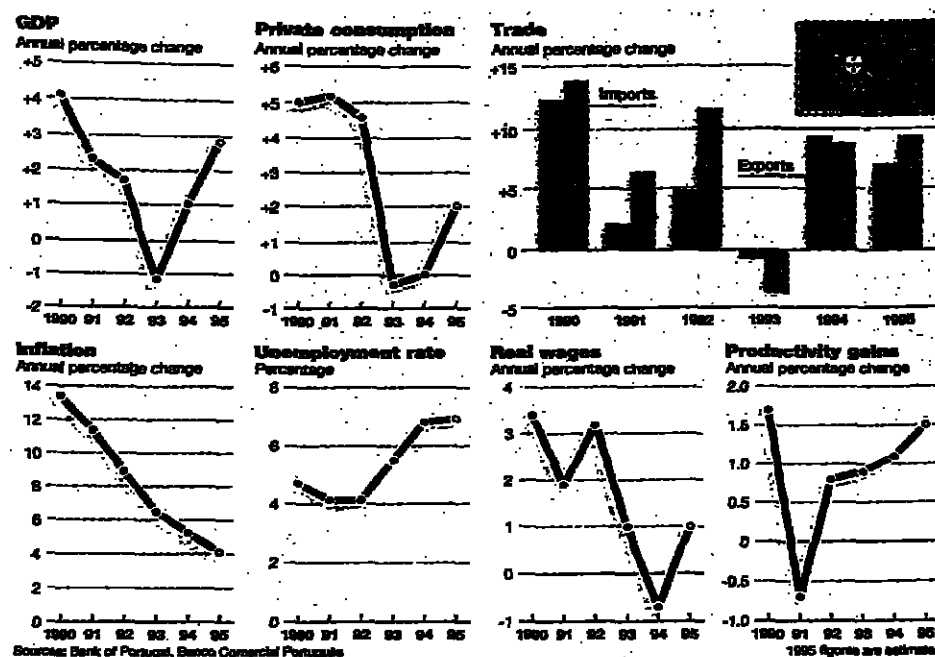 GDP
Annual percentage change
+5
+4
+3
+2
+1
0
-1
-2
1990 91 92 93 94 95
Private consumption
Annual percentage change
+6
+5
+4
+3
+2
+1
0
-1
1990 91 92 93 94 95
Trade
Annual percentage change
+15
+10
+5
0
-5
Imports
Exports
1990 1991 1992 1993 1994 1995
Inflation
Annual percentage change
14
12
10
8
6
4
2
0
1990 91 92 93 94 95
Unemployment rate
Percentage
8
6
4
2
0
1990 91 92 93 94 95
Real wages
Annual percentage change
4
3
2
1
0
-1
1990 91 92 93 94 95
Productivity gains
Annual percentage change
2.0
1.5
1.0
0.5
0
-0.5
-1.0
1990 91 92 93 94 95
Sources: Bank of Portugal, Banco Comercial Português
1995 figures are estimate